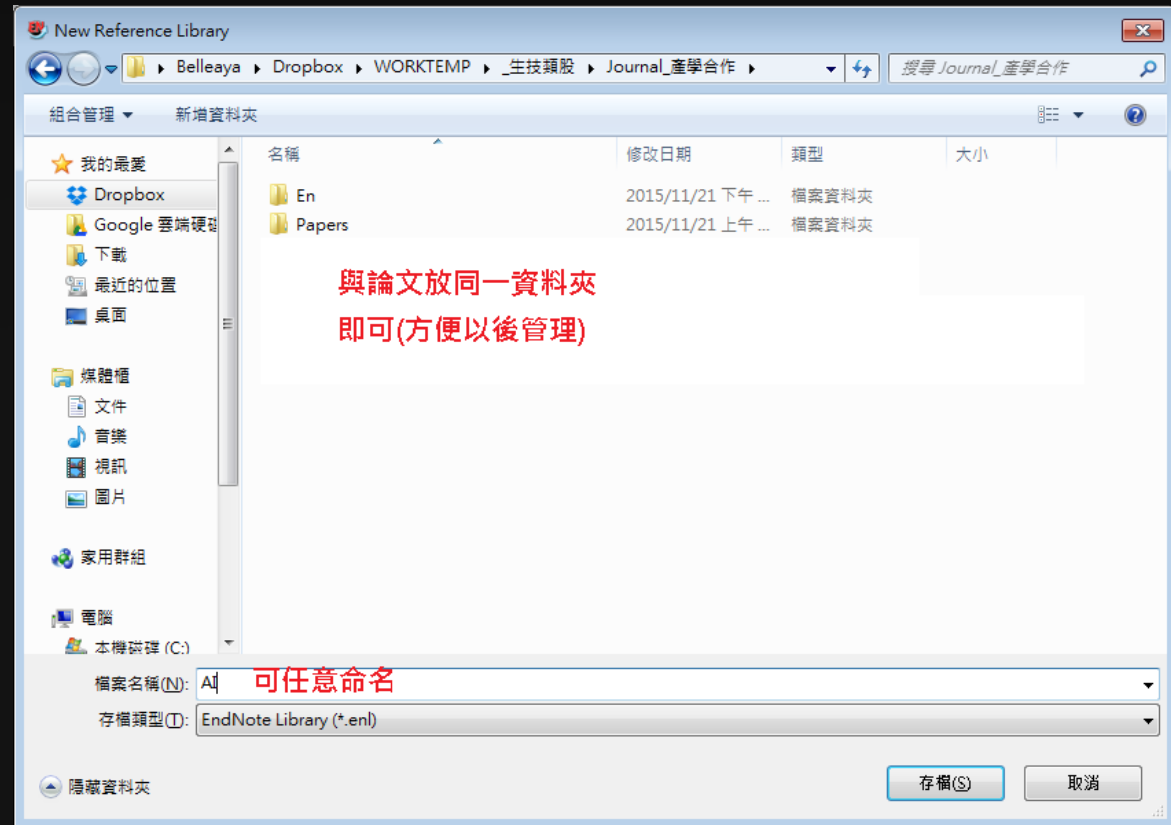 New Reference Library
Belleaya ▸ Dropbox ▸ WORKTEMP ▸ _生技類股 ▸ Journal_產學合作 ▸
搜尋 Journal_產學合作
組合管理 新增資料夾
我的最愛
Dropbox
Google 雲端硬碟
下載
最近的位置
桌面
媒體櫃
文件
音樂
視訊
圖片
家用群組
電腦
本機磁碟 (C:)
名稱 修改日期 類型 大小
En 2015/11/21 下午 ... 檔案資料夾
Papers 2015/11/21 上午 ... 檔案資料夾
與論文放同一資料夾
即可(方便以後管理)
檔案名稱(N): AI 可任意命名
存檔類型(T): EndNote Library (*.enl)
隱藏資料夾 存檔(S) 取消